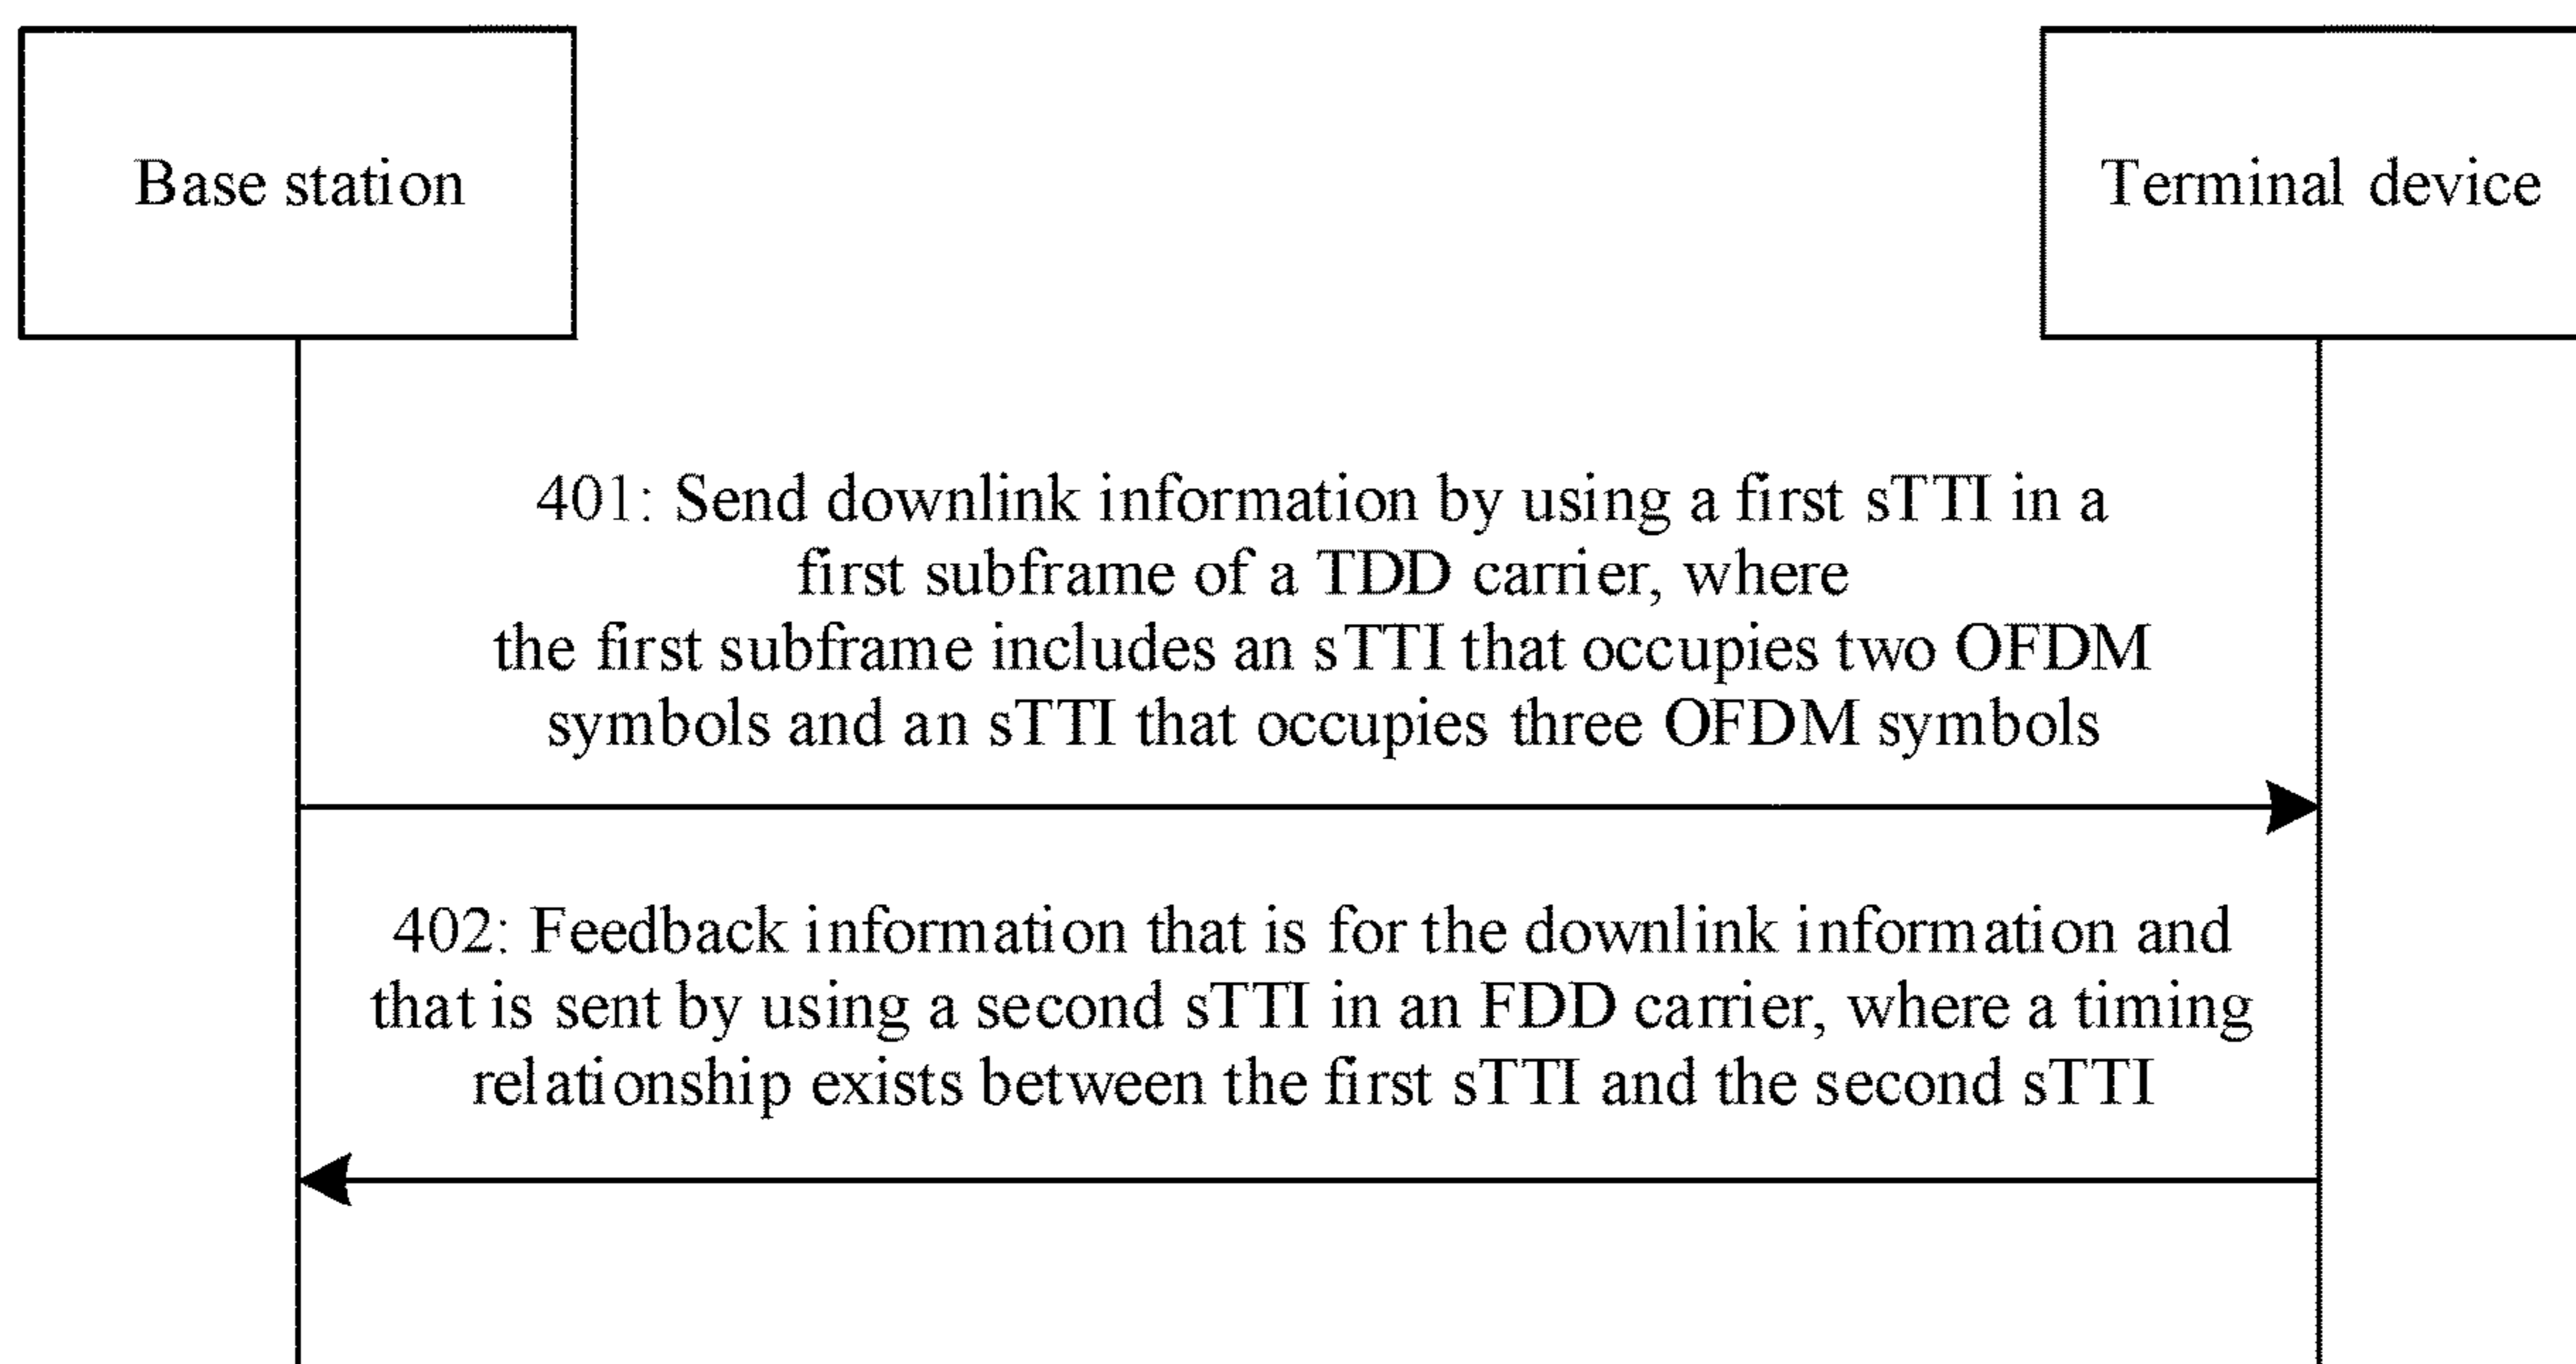 Base station
Terminal device
401: Send downlink information by using a first sTTI in a
first subframe of a TDD carrier, where
the first subframe includes an sTTI that occupies two OFDM
symbols and an sTTI that occupies three OFDM symbols
402: Feedback information that is for the downlink information and
that is sent by using a second sTTI in an FDD carrier, where a timing
relationship exists between the first sTTI and the second sTTI